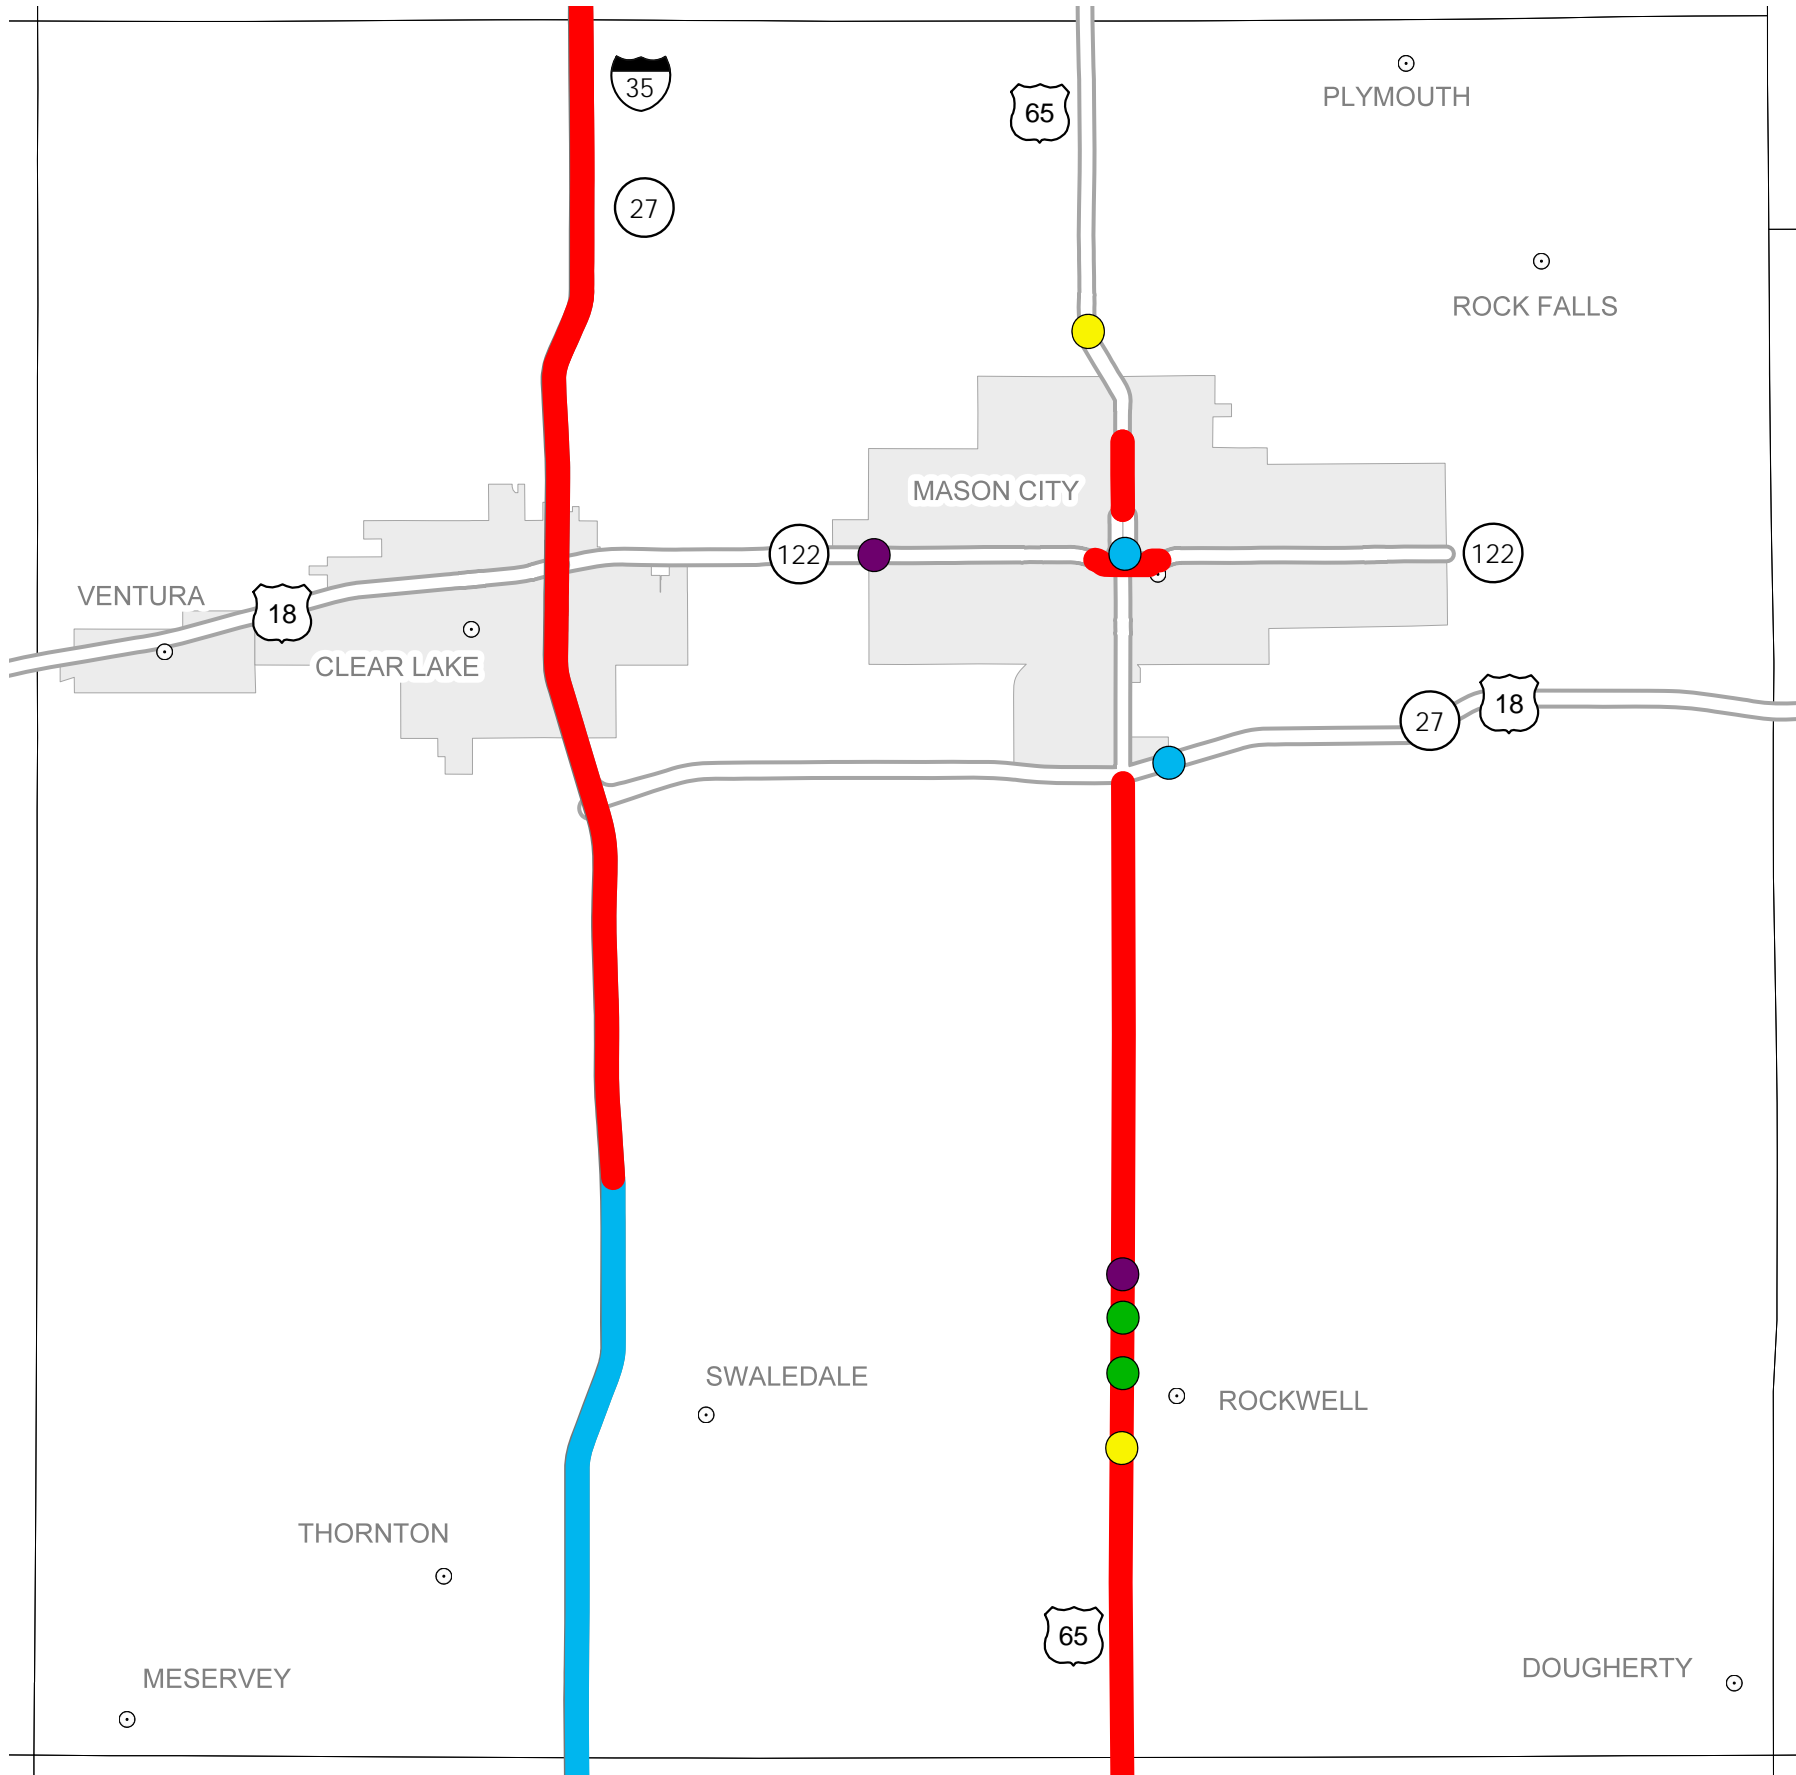 35
PLYMOUTH
65
27
ROCK FALLS
MASON CITY
122
122
VENTURA
18
CLEAR LAKE
18
27
SWALEDALE
ROCKWELL
THORNTON
65
DOUGHERTY
MESERVEY